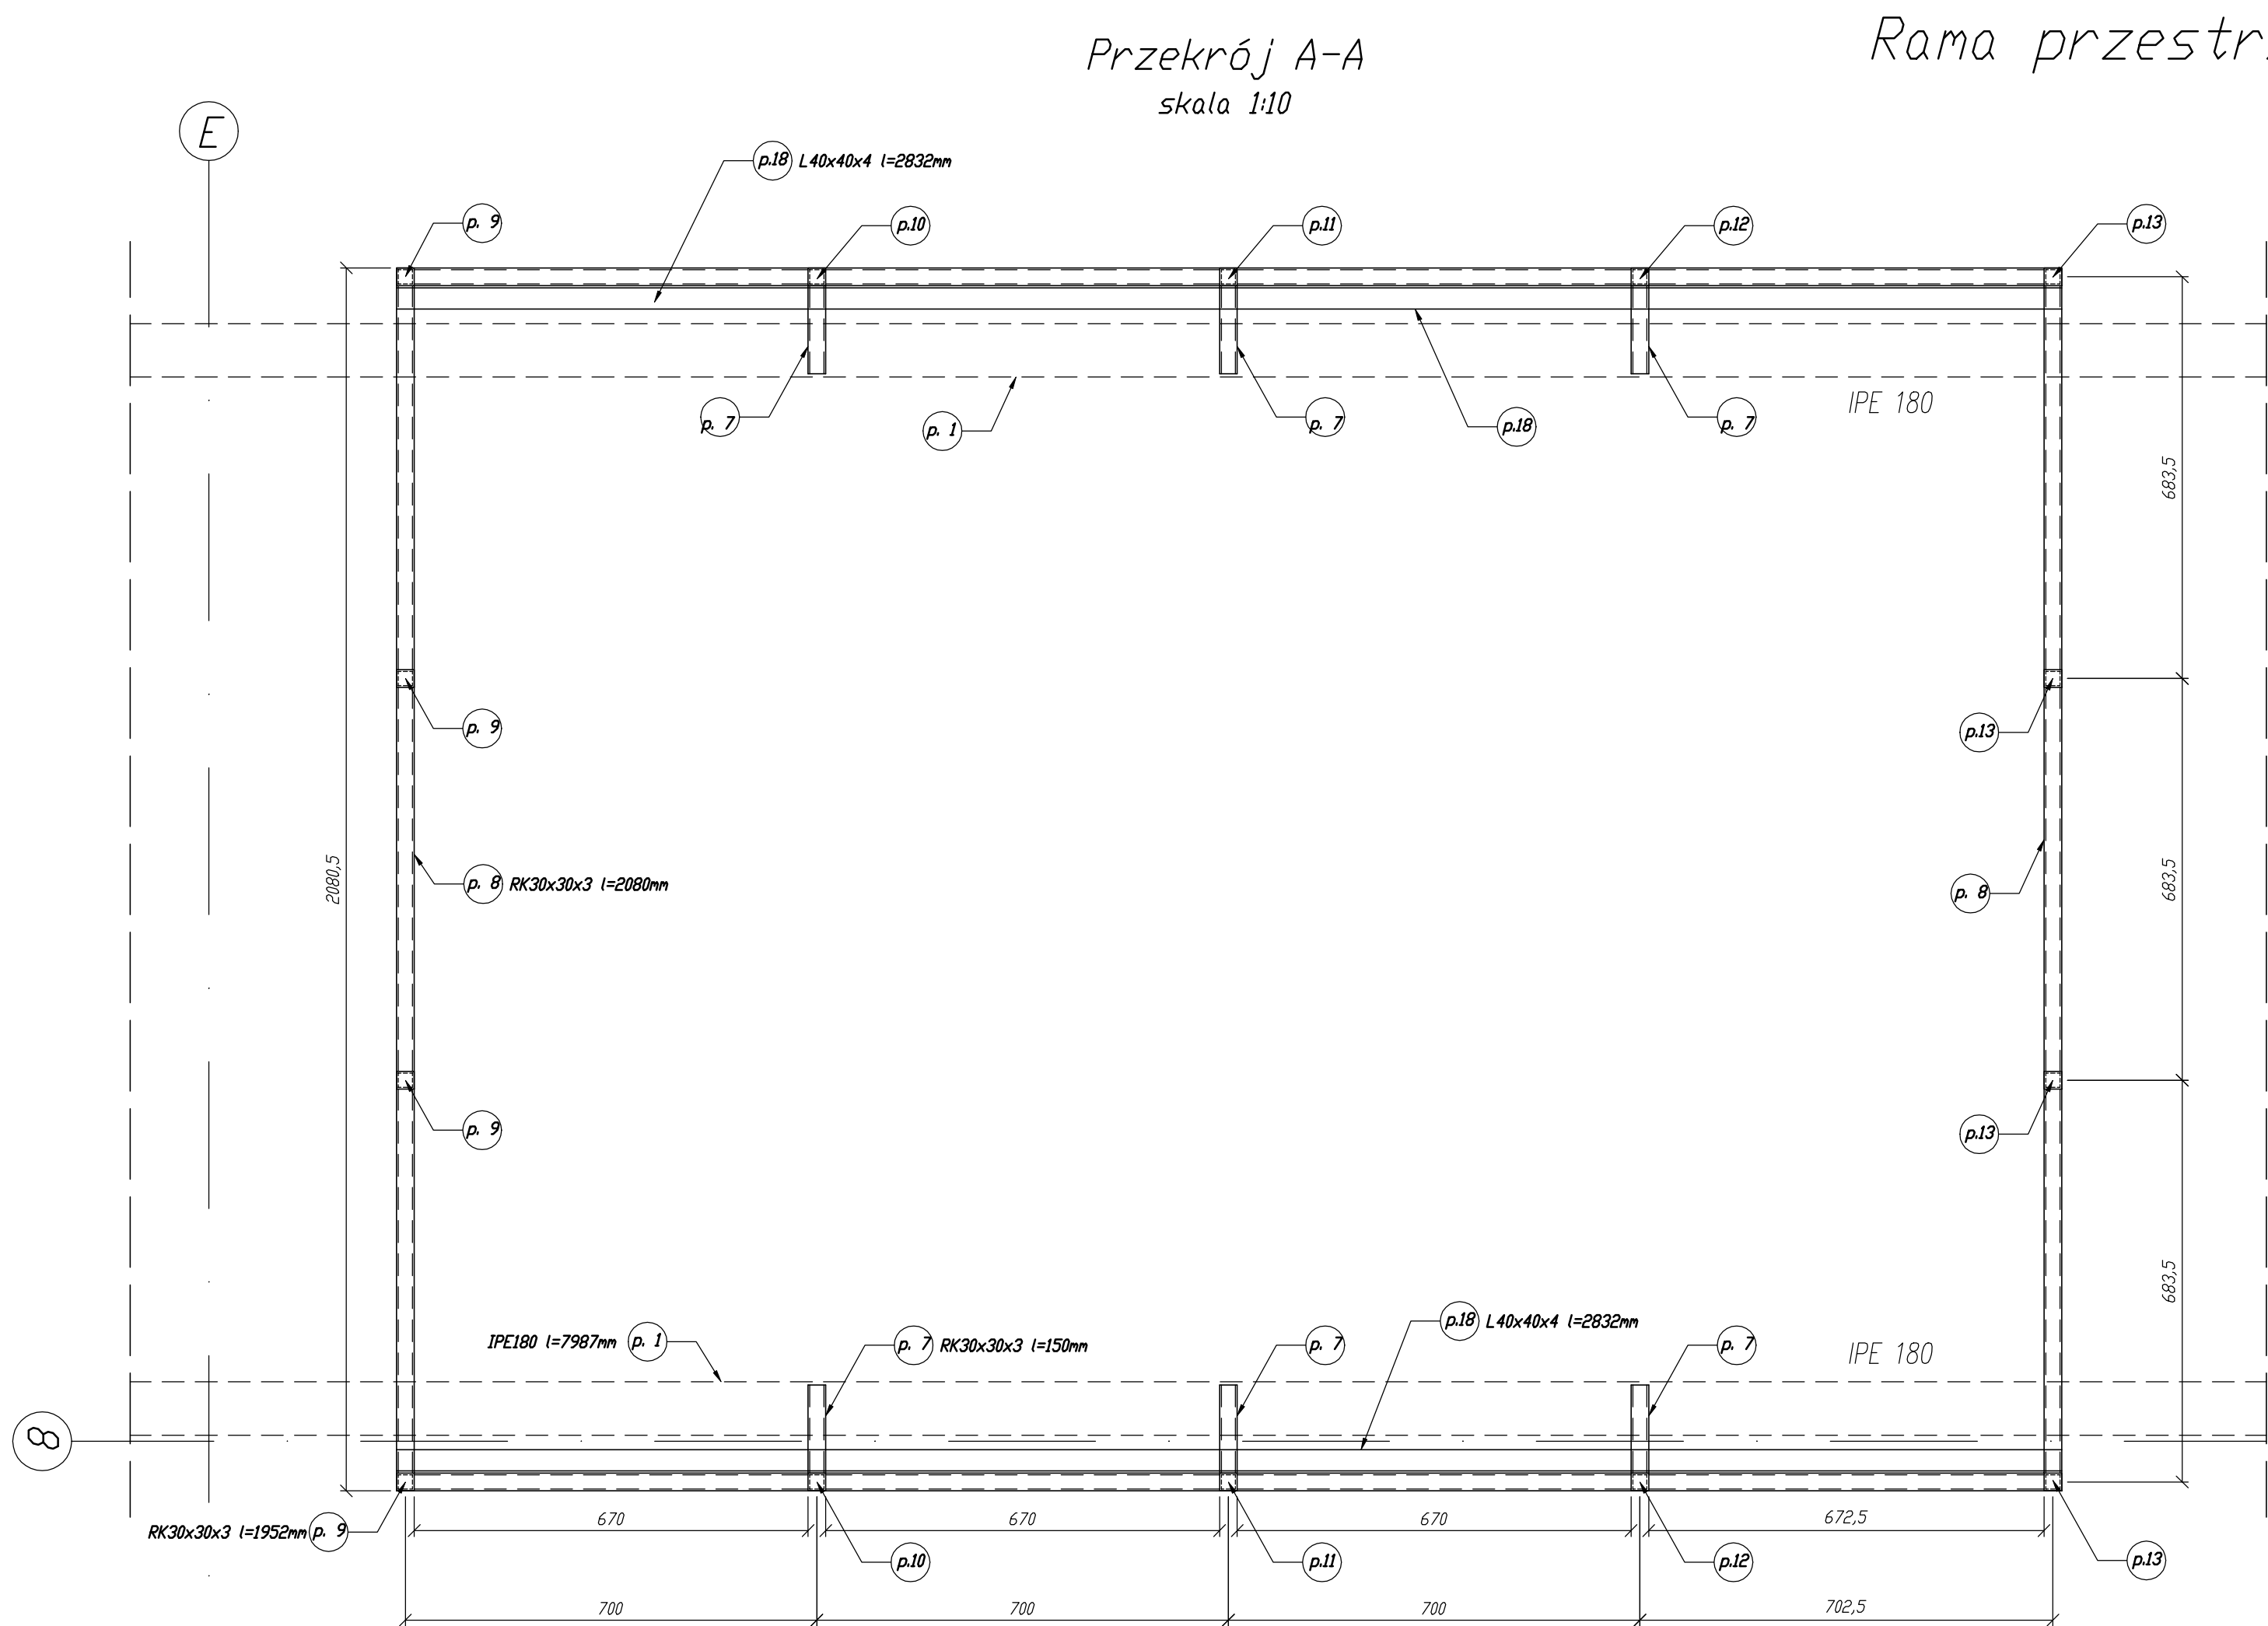 Przekrój A-A
skala 1:10
Rama przestr
E
p.18 L40x40x4 l=2832mm
p. 9
p.10
p.11
p.12
p.13
p. 7
p. 1
p. 7
p.18
p. 7
IPE 180
683,5
p. 9
p.13
2080,5
p. 8 RK30x30x3 l=2080mm
p. 8
683,5
p. 9
p.13
683,5
IPE180 l=7987mm p. 1
p. 7 RK30x30x3 l=150mm
p. 7
p.18 L40x40x4 l=2832mm
p. 7
IPE 180
8
RK30x30x3 l=1952mm p. 9
670
670
670
672,5
p.10
p.11
p.12
p.13
700
700
700
702,5